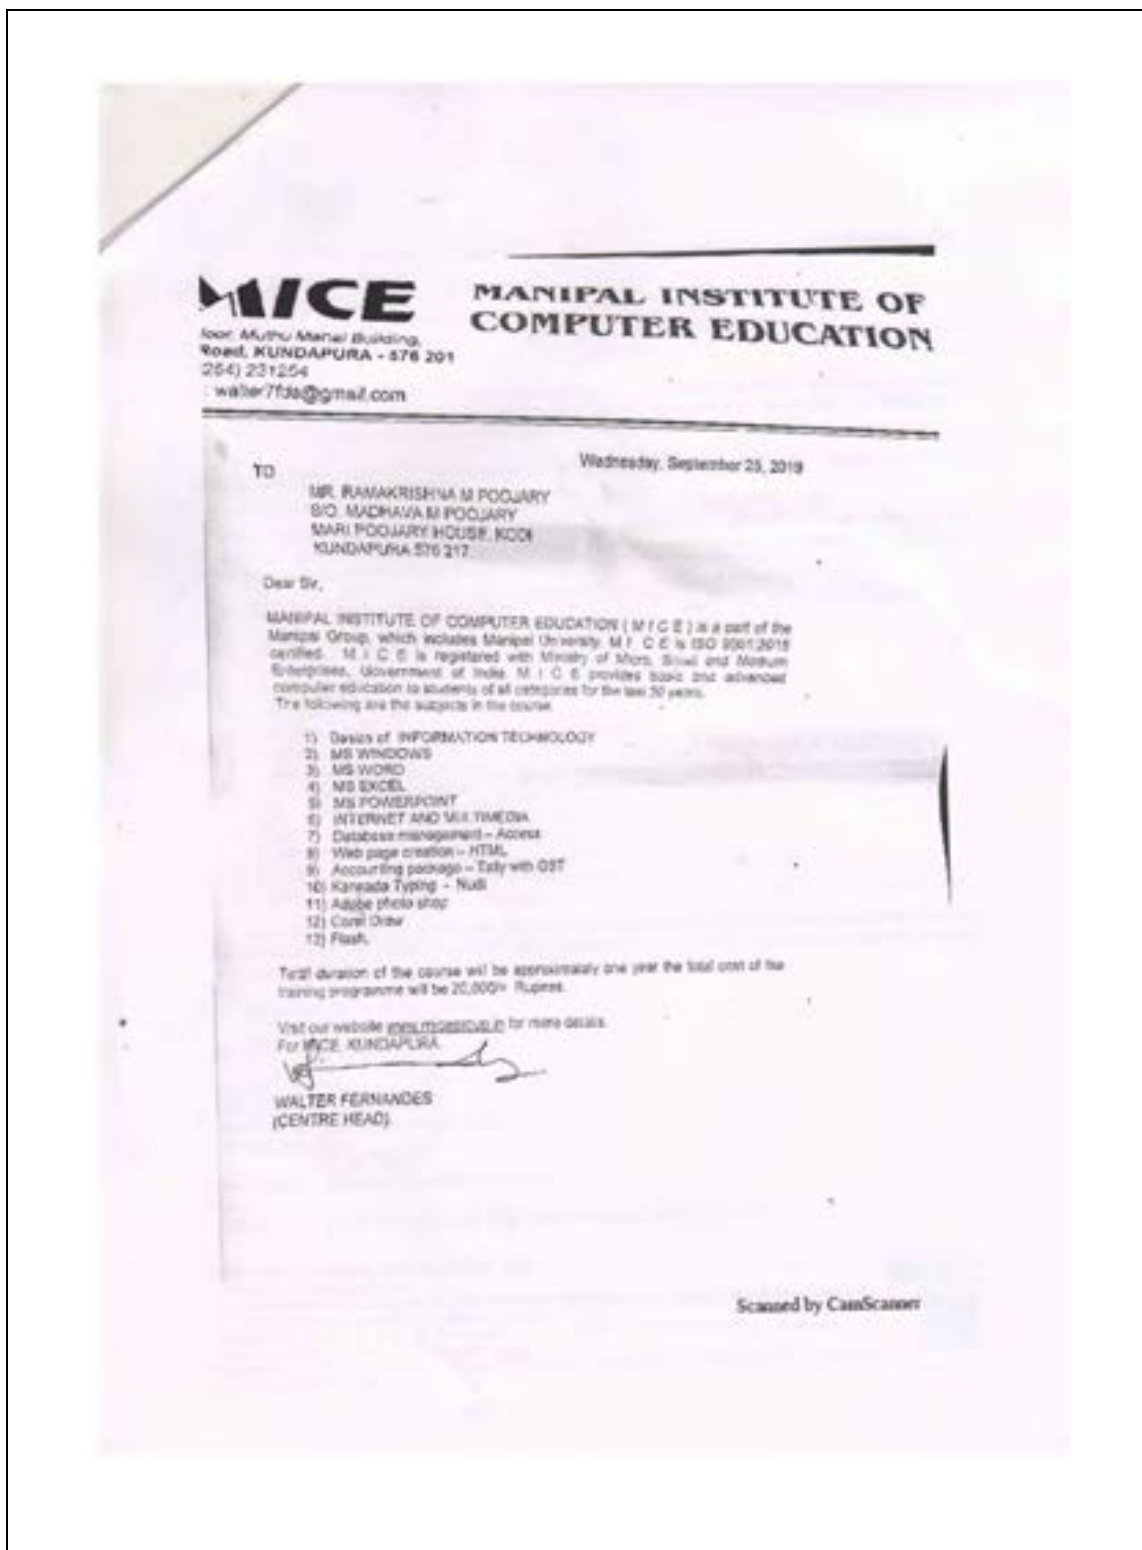 MICE
MANIPAL INSTITUTE OF
COMPUTER EDUCATION
loor, Muthu Building,
Road, KUNDAPURA - 576 201
254) 231254
: walter7fds@gmail.com
Wednesday, September 25, 2019
TO
MR. RAMAKRISHNA M POOJARY
S/O. MADHAVA M POOJARY
MARI POOJARY HOUSE, KODI
KUNDAPURA 576 217
Dear Sir,
MANIPAL INSTITUTE OF COMPUTER EDUCATION ( M I C E ) is a part of the
Manipal Group, which includes Manipal University. M I C E is ISO 9001:2015
certified. M I C E is registered with Ministry of Micro, Small and Medium
Enterprises, Government of India. M I C E provides basic and advanced
computer education to students of all categories for the last years.
The following are the subjects in the course
1) Basics of INFORMATION TECHNOLOGY
2) MS WINDOWS
3) MS WORD
4) MS EXCEL
5) MS POWERPOINT
6) INTERNET AND MULTIMEDIA
7) Database management – Access
8) Web page creation – HTML
9) Accounting package – Tally with GST
10) Kannada Typing – Nudi
11) Adobe photo shop
12) Corel Draw
13) Flash.
Total duration of the course will be approximately one year the total cost of the
training programme will be 20,000/- Rupees.
Visit our website for more details.
For MICE, KUNDAPURA
WALTER FERNANDES
(CENTRE HEAD)
Scanned by CamScanner